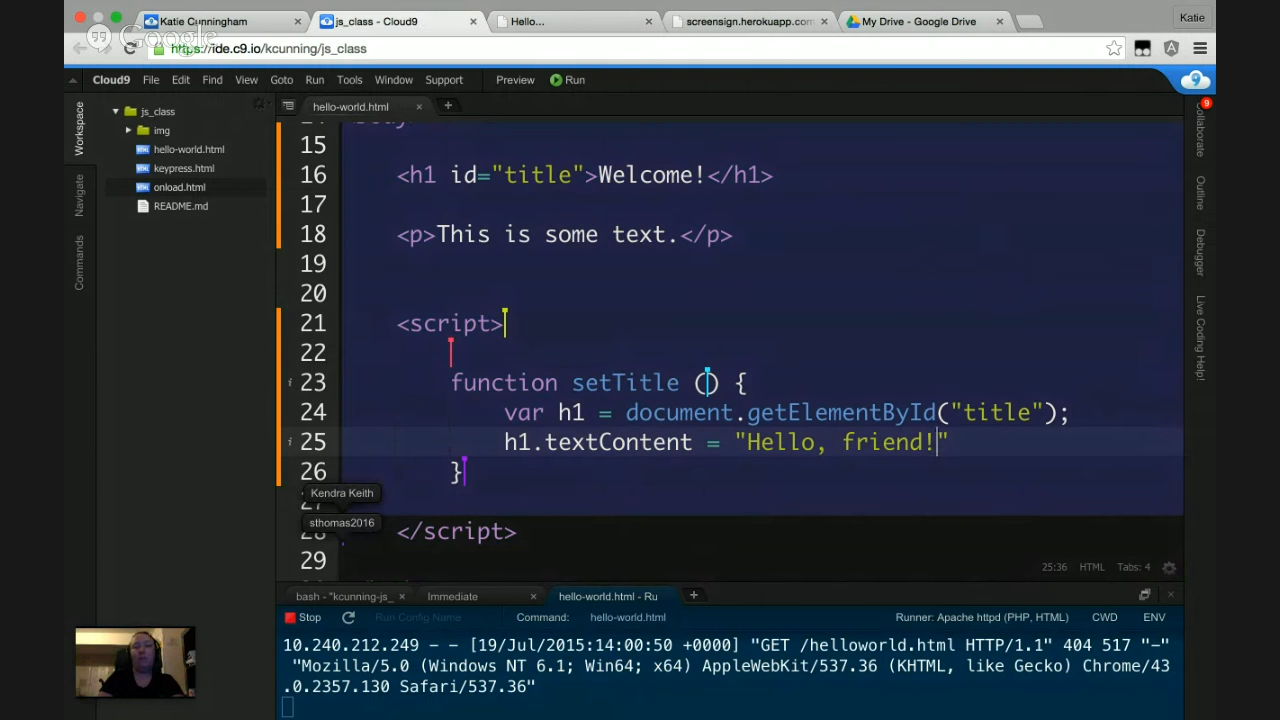 Katie Cunningham
js_class - Cloud9
Hello...
screensign.herokuapp.com
My Drive - Google Drive
Katie
Google
https://ide.c9.io/kcunning/js_class
Cloud9 File Edit Find View Goto Run Tools Window Support Preview Run
9
Workspace
Navigate
Commands
js_class
img
hello-world.html
keypress.html
onload.html
README.md
hello-world.html
15
16 <h1 id="title">Welcome!</h1>
17
18 <p>This is some text.</p>
19
20
21 <script>
22
23 function setTitle () {
24 var h1 = document.getElementById("title");
25 h1.textContent = "Hello, friend!"
26 }
Kendra Keith
sthomas2016
28 </script>
29
25:36 HTML Tabs: 4
Collaborate
Outline
Debugger
Live Coding Help!
bash - "kcunning-js_
Immediate
hello-world.html - Ru
Stop Run Config Name Command: hello-world.html Runner: Apache httpd (PHP, HTML) CWD ENV
10.240.212.249 - - [19/Jul/2015:14:00:50 +0000] "GET /helloworld.html HTTP/1.1" 404 517 "-"
"Mozilla/5.0 (Windows NT 6.1; Win64; x64) AppleWebKit/537.36 (KHTML, like Gecko) Chrome/43
.0.2357.130 Safari/537.36"